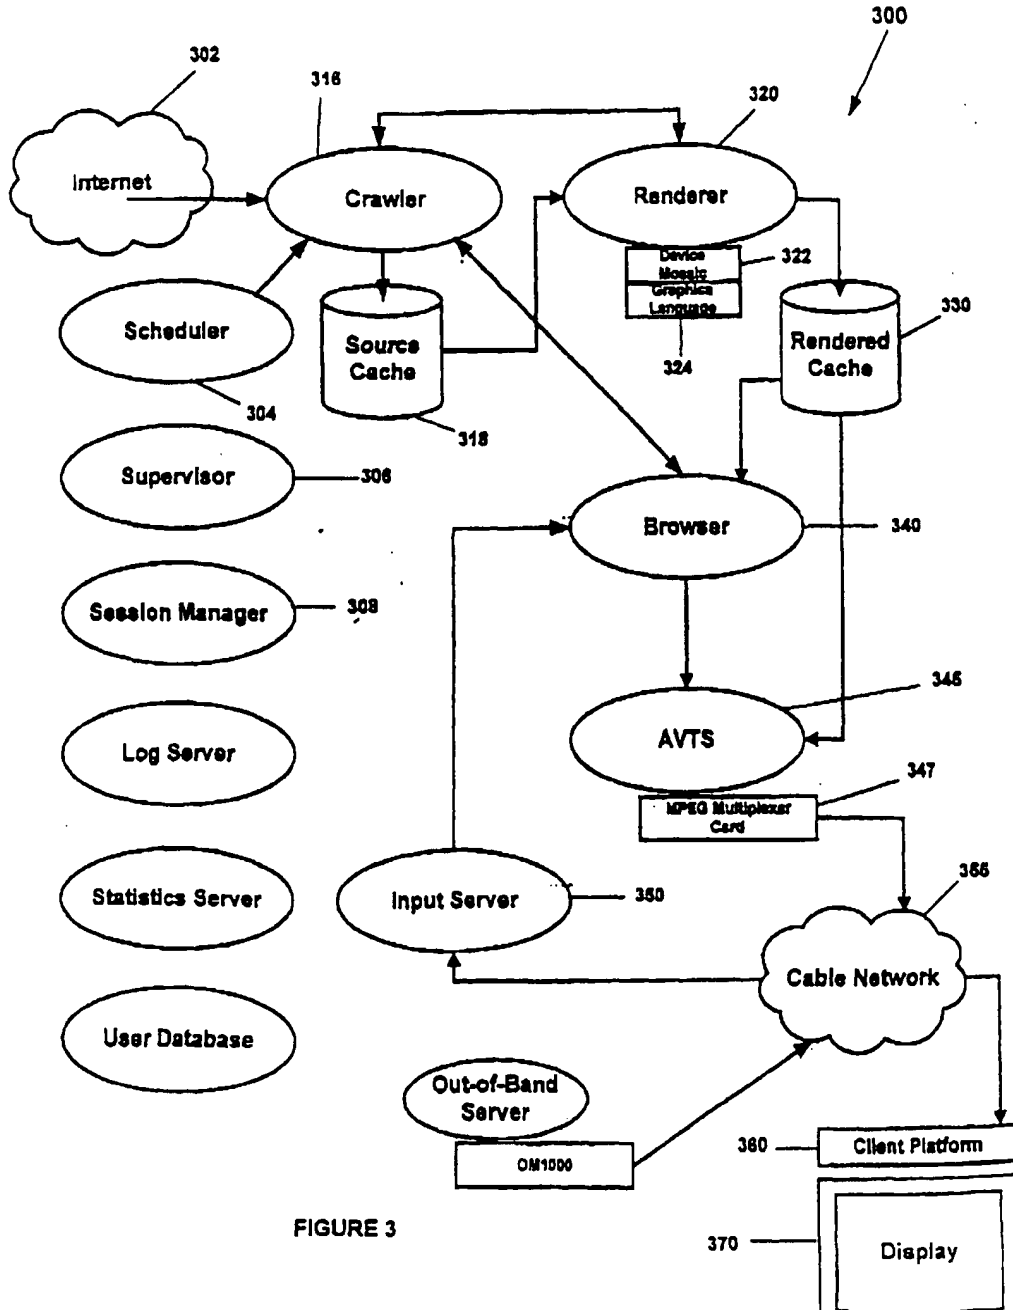 300
302
316
320
Internet
Crawler
Renderer
Device
Mosaic
322
Graphics
Language
324
Scheduler
304
Source
Cache
318
Rendered
Cache
330
Supervisor
306
Browser
340
Session Manager
308
Log Server
AVTS
345
MPEG Multiplexer
Card
347
Statistics Server
Input Server
350
355
Cable Network
User Database
Out-of-Band
Server
OM1000
360
Client Platform
370
Display
FIGURE 3